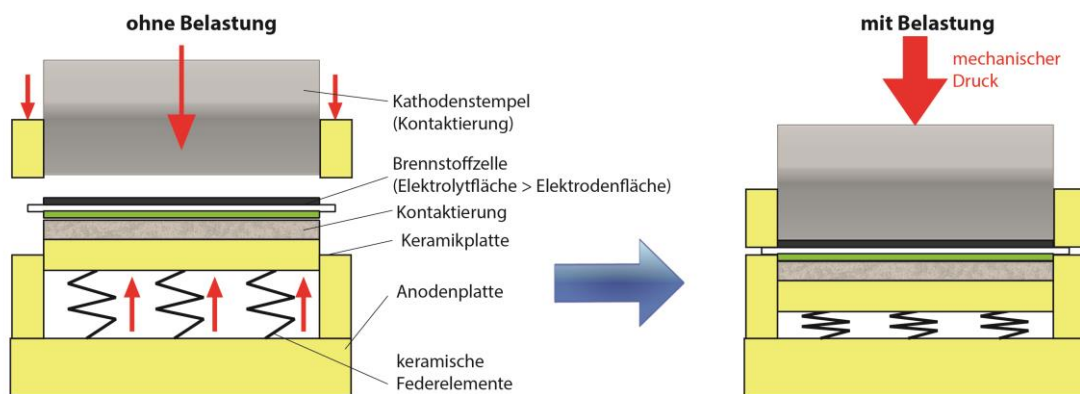 ohne Belastung
Kathodenstempel
(Kontaktierung)
Brennstoffzelle
(Elektrolytfläche > Elektrodenfläche)
Kontaktierung
Keramikplatte
Anodenplatte
keramische
Federelemente
mit Belastung
mechanischer
Druck